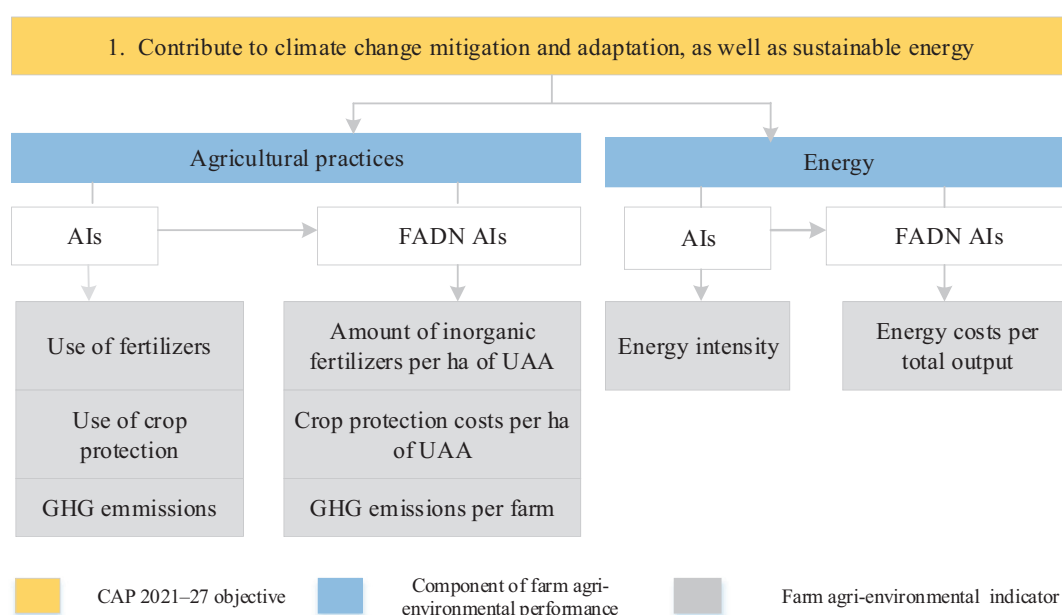 1. Contribute to climate change mitigation and adaptation, as well as sustainable energy
Agricultural practices
Energy
AIs
FADN AIs
AIs
FADN AIs
Use of fertilizers
Amount of inorganic
fertilizers per ha of UAA
Energy intensity
Energy costs per
total output
Use of crop
protection
Crop protection costs per ha
of UAA
GHG emmissions
GHG emissions per farm
CAP 2021–27 objective
Component of farm agri-
environmental performance
Farm agri-environmental indicator